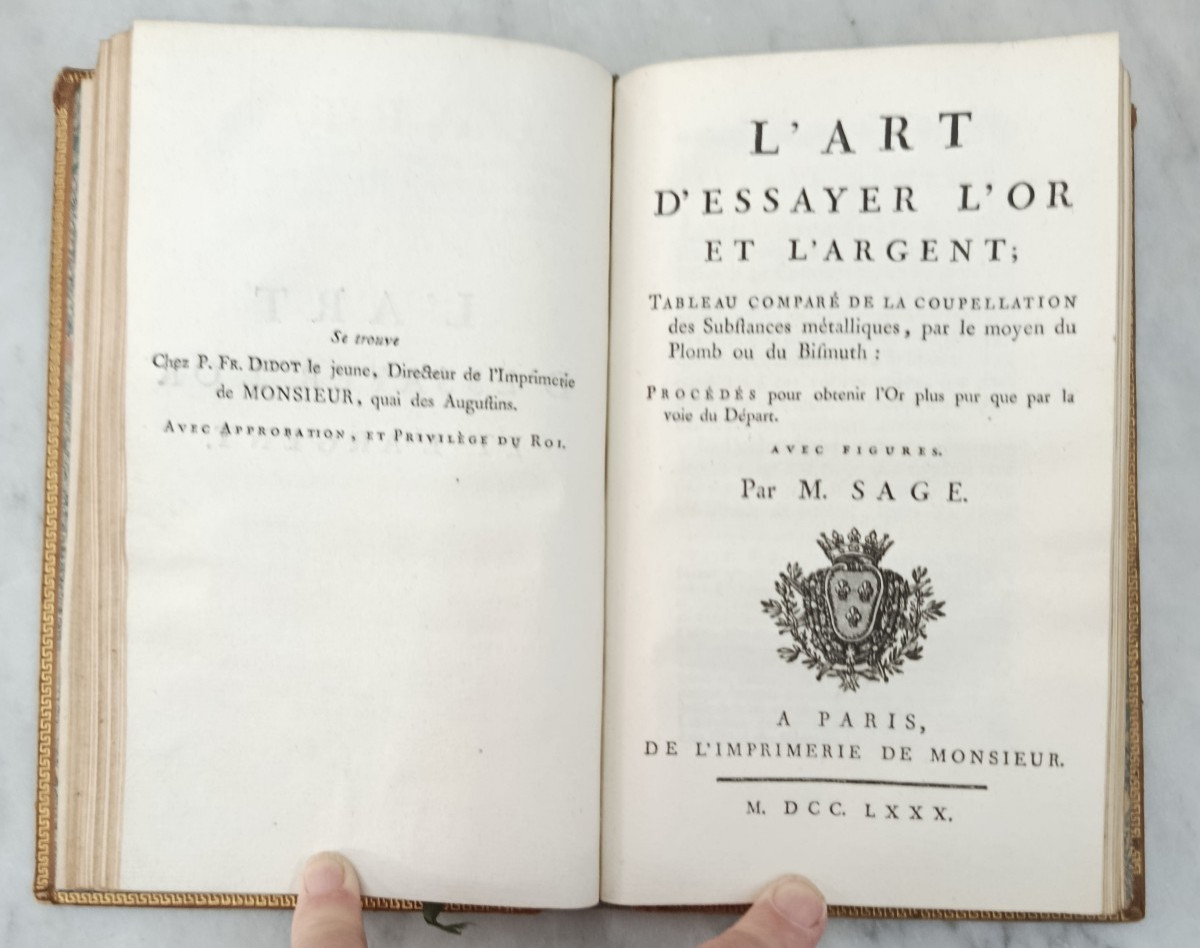 Se trouve
Chez P. FR. DIDOT le jeune, Directeur de l'Imprimerie
de MONSIEUR, quai des Auguſtins.
AVEC APPROBATION, ET PRIVILÈGE DU ROI.
L'ART
D'ESSAYER L'OR
ET L'ARGENT;
TABLEAU COMPARÉ DE LA COUPELLATION
des Subſtances métalliques, par le moyen du
Plomb ou du Biſmuth:
PROCÉDÉS pour obtenir l'Or plus pur que par la
voie du Départ.
AVEC FIGURES.
Par M. SAGE.
A PARIS,
DE L'IMPRIMERIE DE MONSIEUR.
M. DCC. LXXX.